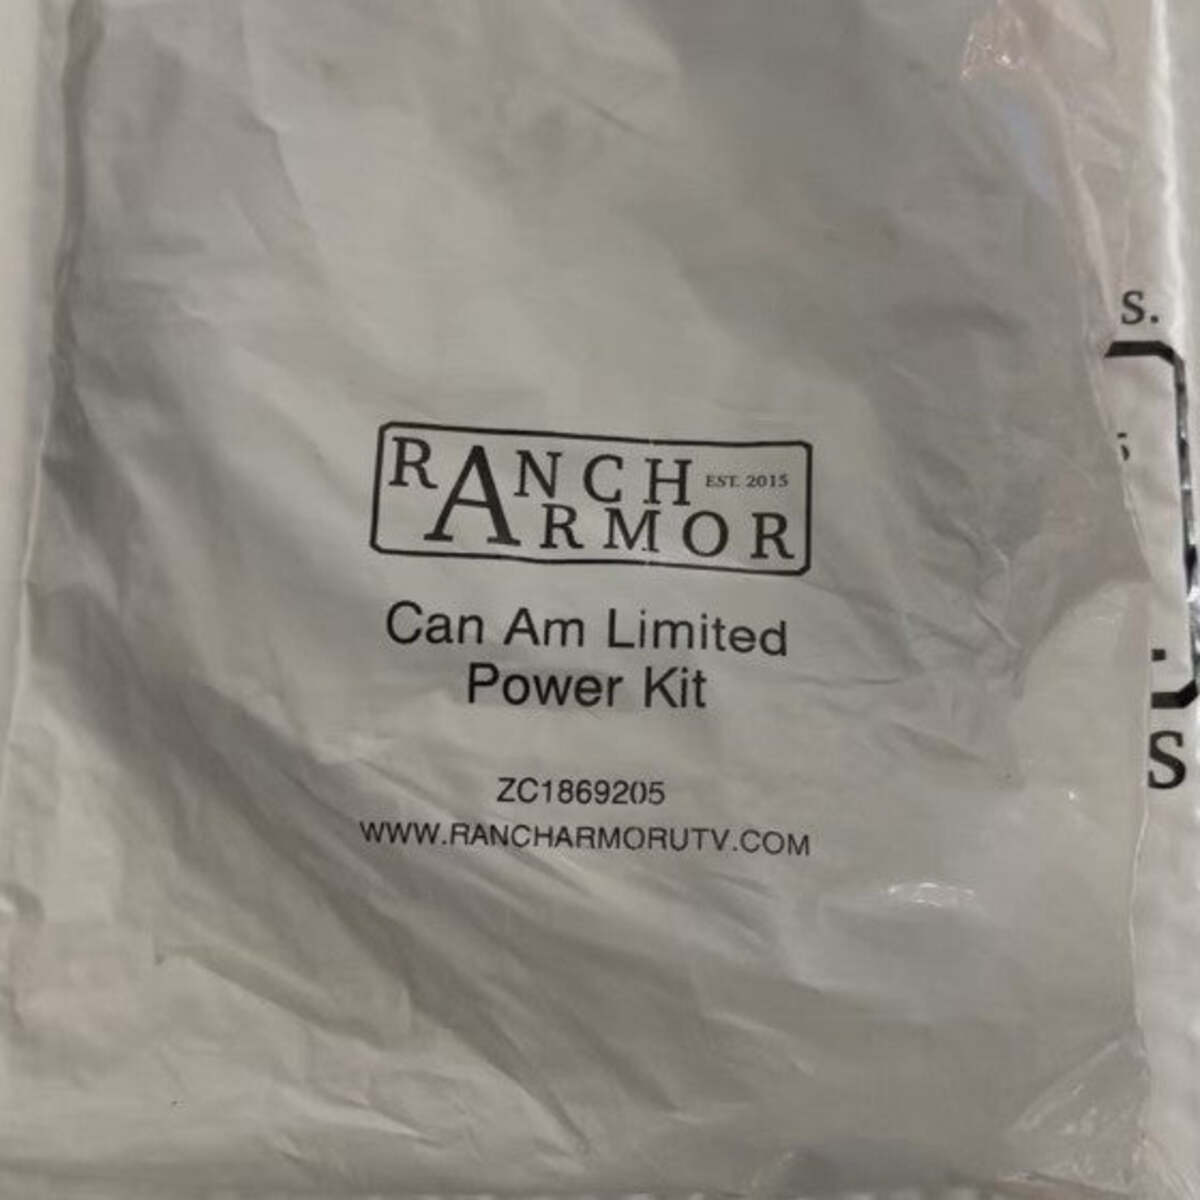 RANCH EST. 2015
ARMOR
Can Am Limited
Power Kit
ZC1869205
WWW.RANCHARMORUTV.COM
S.
S